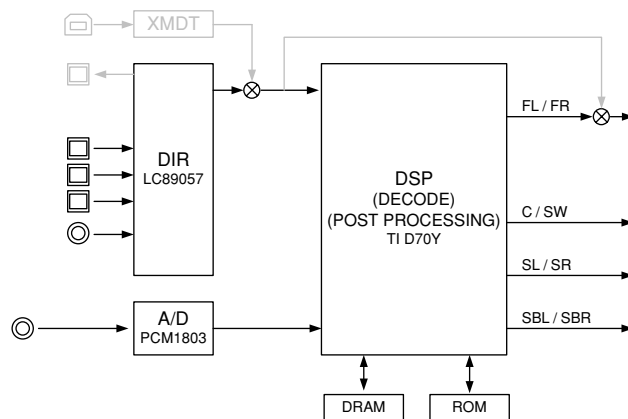 XMDT
DIR
LC89057
DSP
(DECODE)
(POST PROCESSING)
TI D70Y
FL / FR
C / SW
SL / SR
SBL / SBR
A/D
PCM1803
DRAM
ROM